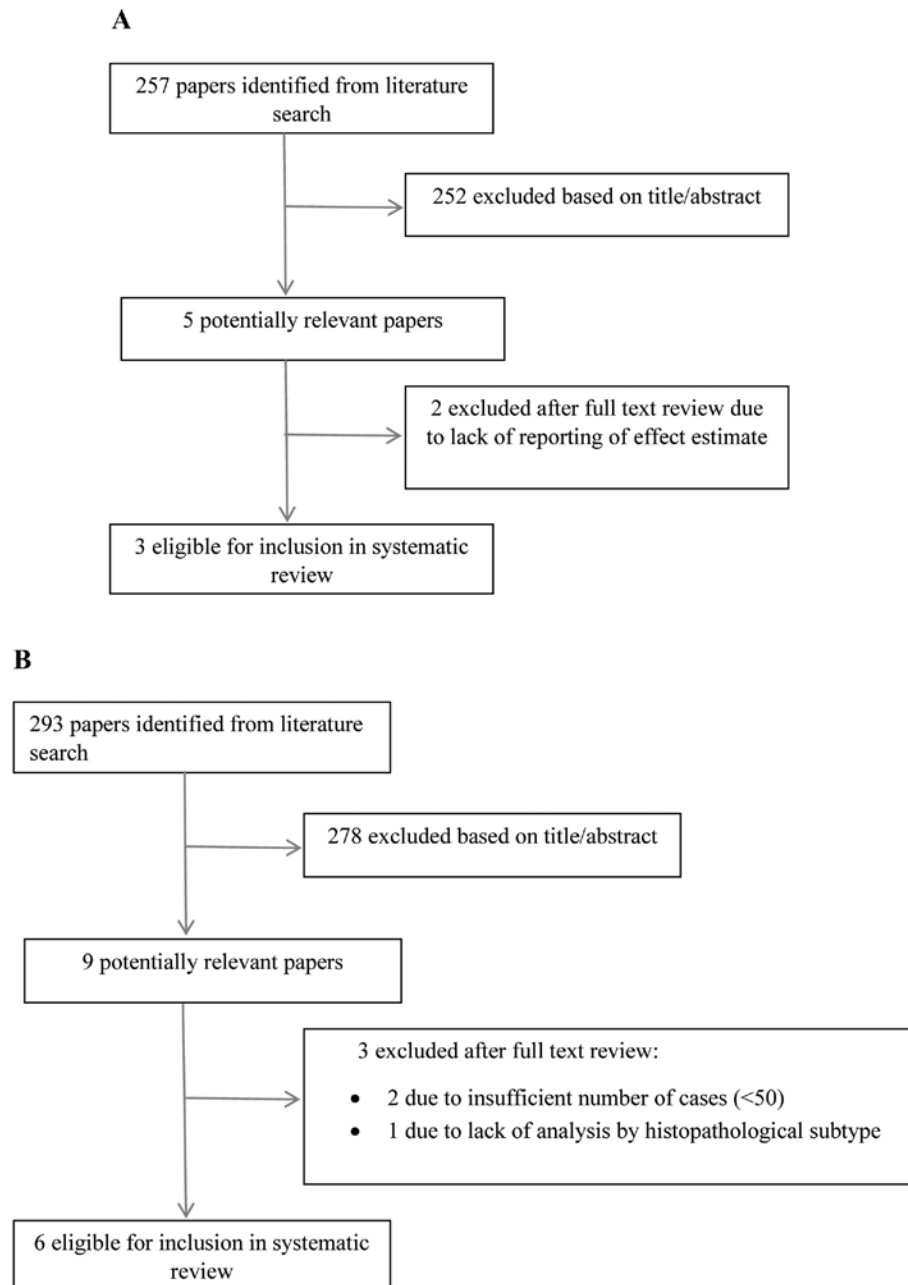 A
257 papers identified from literature
search
252 excluded based on title/abstract
5 potentially relevant papers
2 excluded after full text review due
to lack of reporting of effect estimate
3 eligible for inclusion in systematic
review
B
293 papers identified from literature
search
278 excluded based on title/abstract
9 potentially relevant papers
3 excluded after full text review:
• 2 due to insufficient number of cases (<50)
• 1 due to lack of analysis by histopathological subtype
6 eligible for inclusion in systematic
review